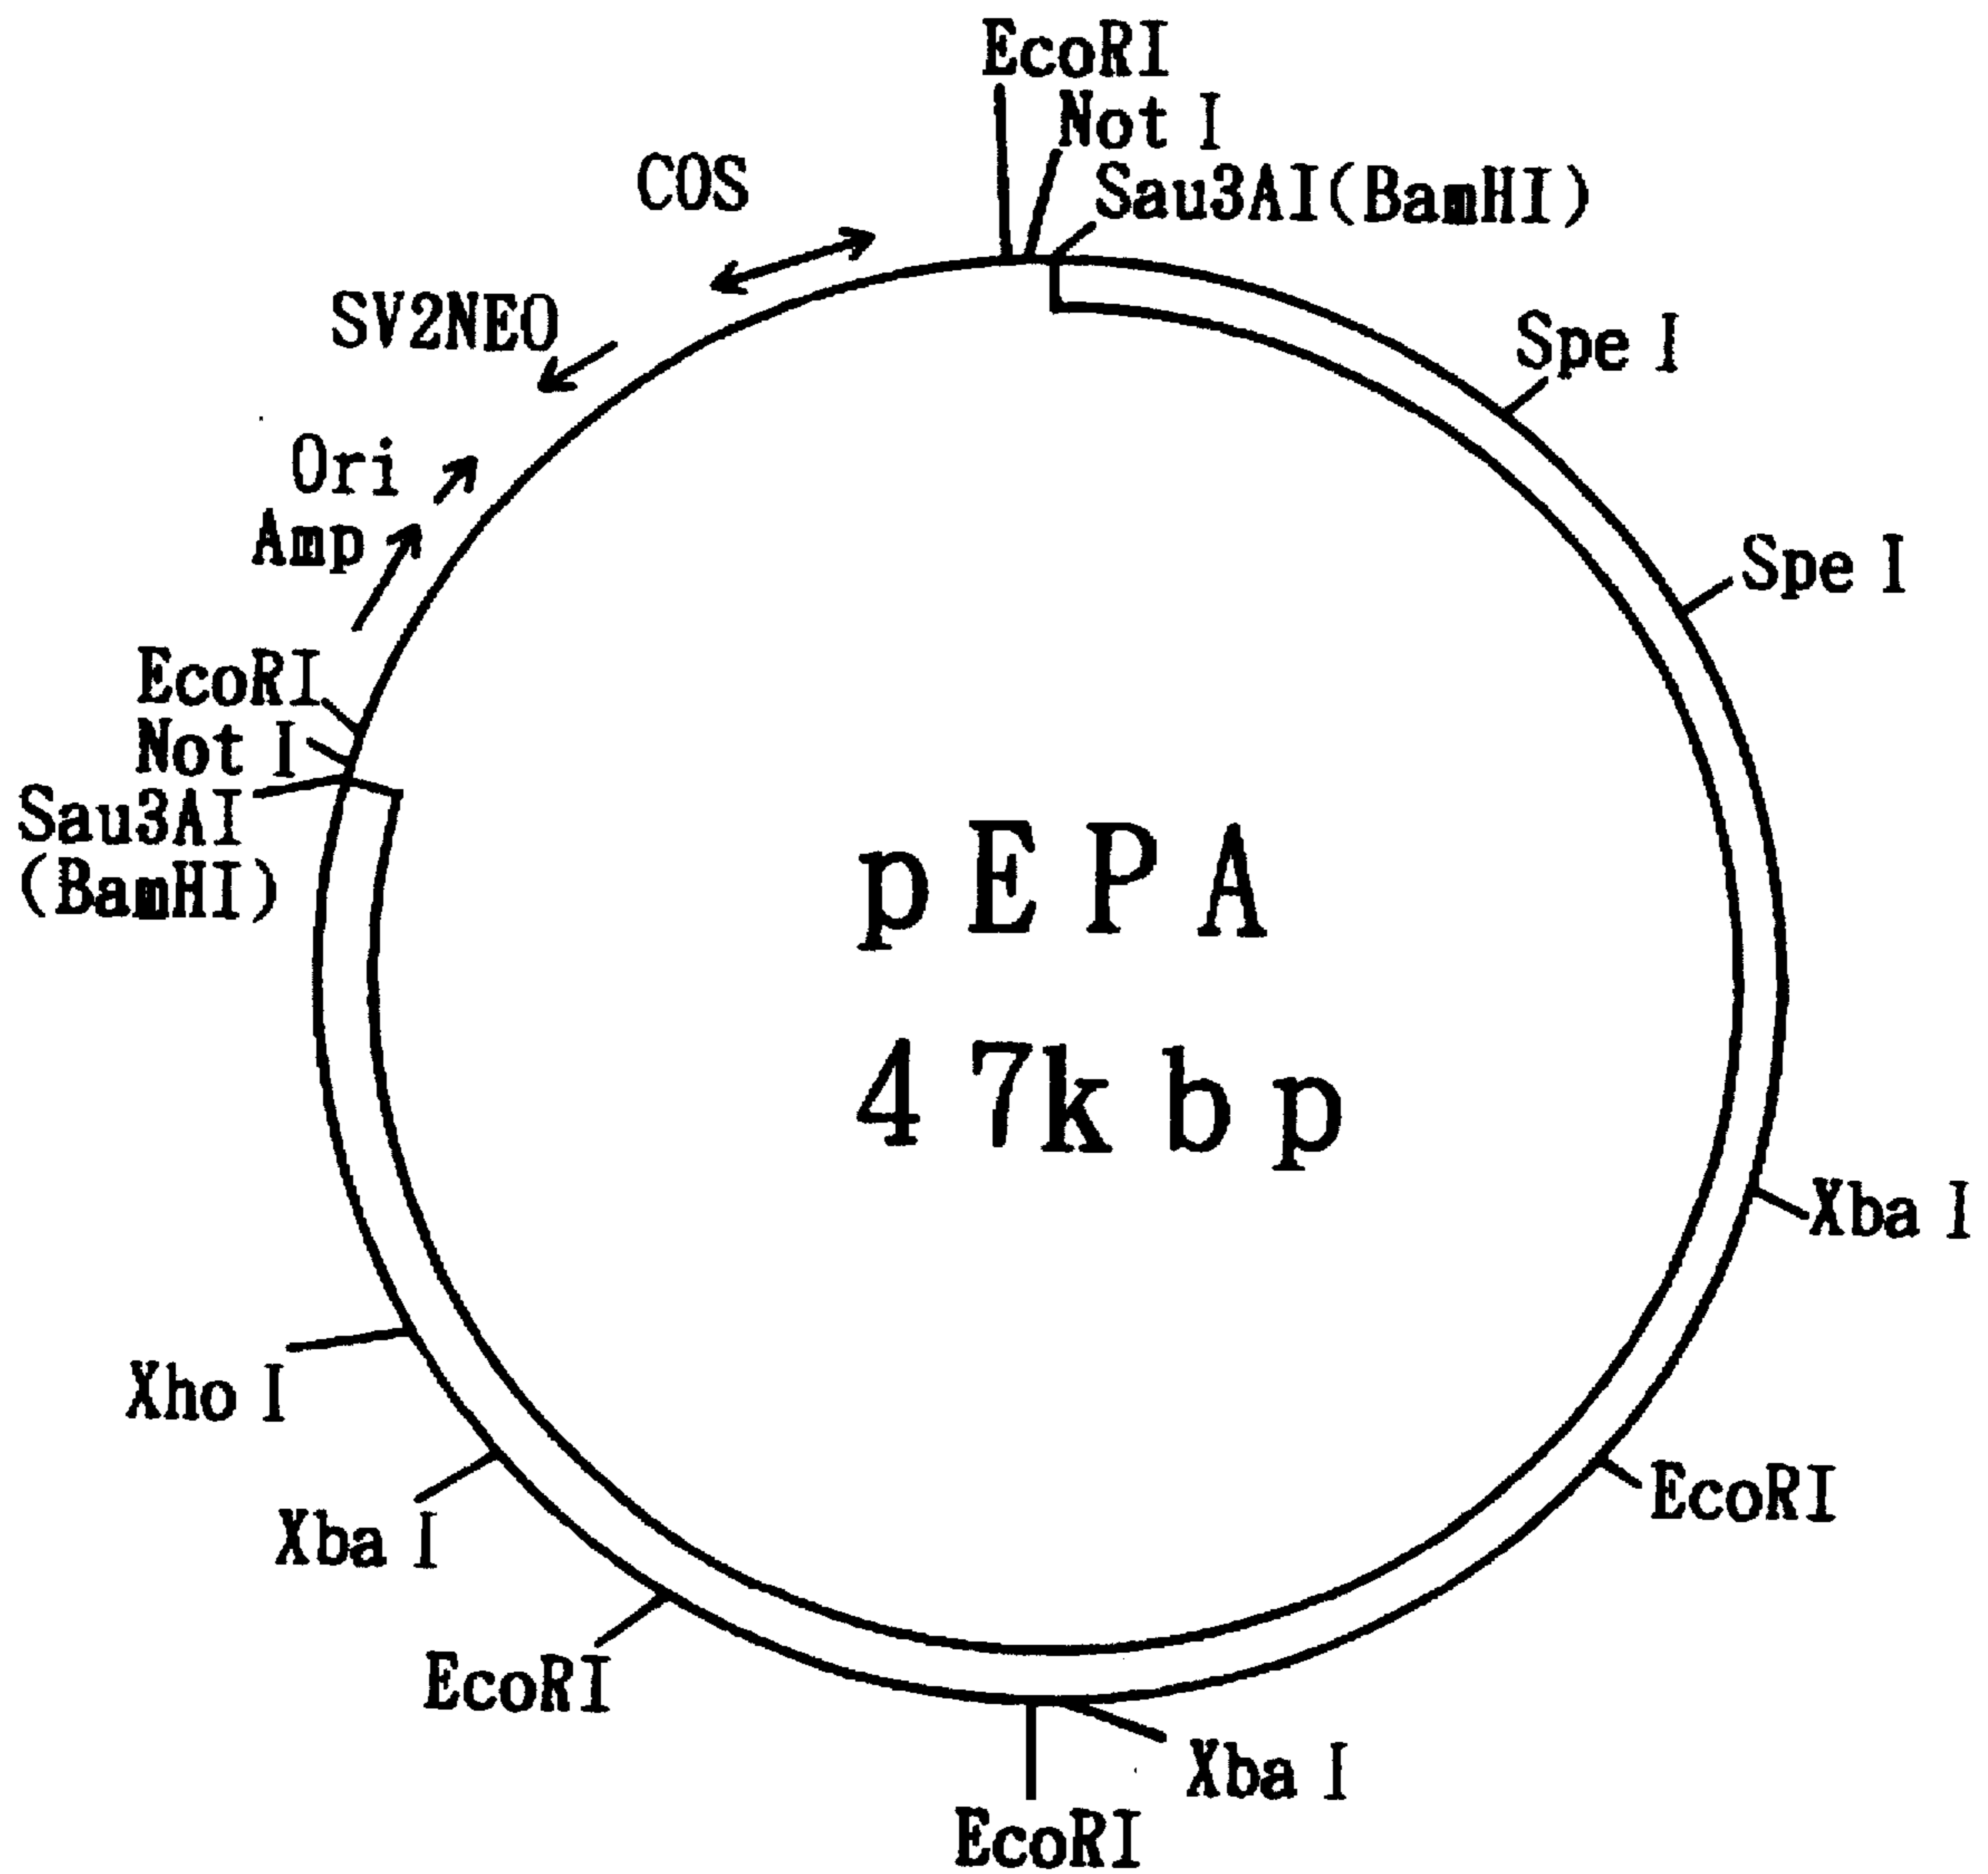 EcoRI
Not I
COS
Sau3AI(BamHI)
SV2NEO
Spe I
Ori
Amp
Spe I
EcoRI
Not I
Sau3AI
(BamHI)
pEPA
47kbp
Xba I
Xho I
EcoRI
Xba I
EcoRI
Xba I
EcoRI